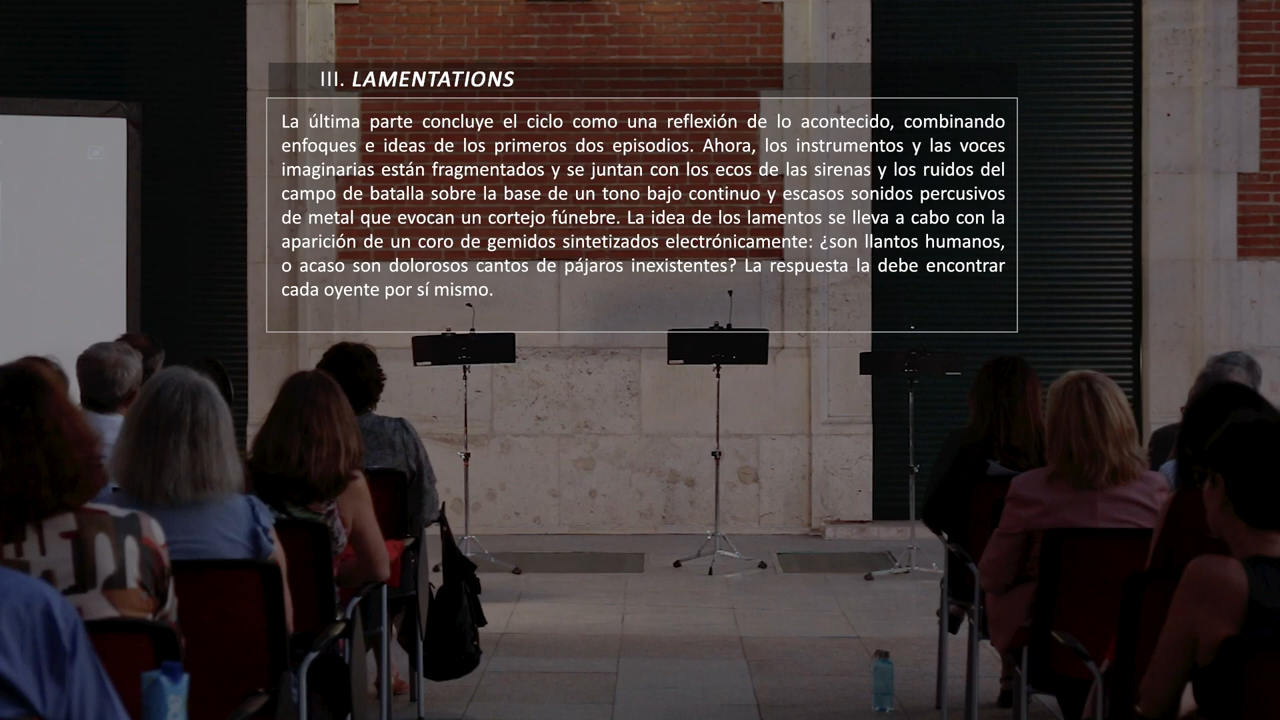 III. LAMENTATIONS
La última parte concluye el ciclo como una reflexión de lo acontecido, combinando
enfoques e ideas de los primeros dos episodios. Ahora, los instrumentos y las voces
imaginarias están fragmentados y se juntan con los ecos de las sirenas y los ruidos del
campo de batalla sobre la base de un tono bajo continuo y escasos sonidos percusivos
de metal que evocan un cortejo fúnebre. La idea de los lamentos se lleva a cabo con la
aparición de un coro de gemidos sintetizados electrónicamente: ¿son llantos humanos,
o acaso son dolorosos cantos de pájaros inexistentes? La respuesta la debe encontrar
cada oyente por sí mismo.